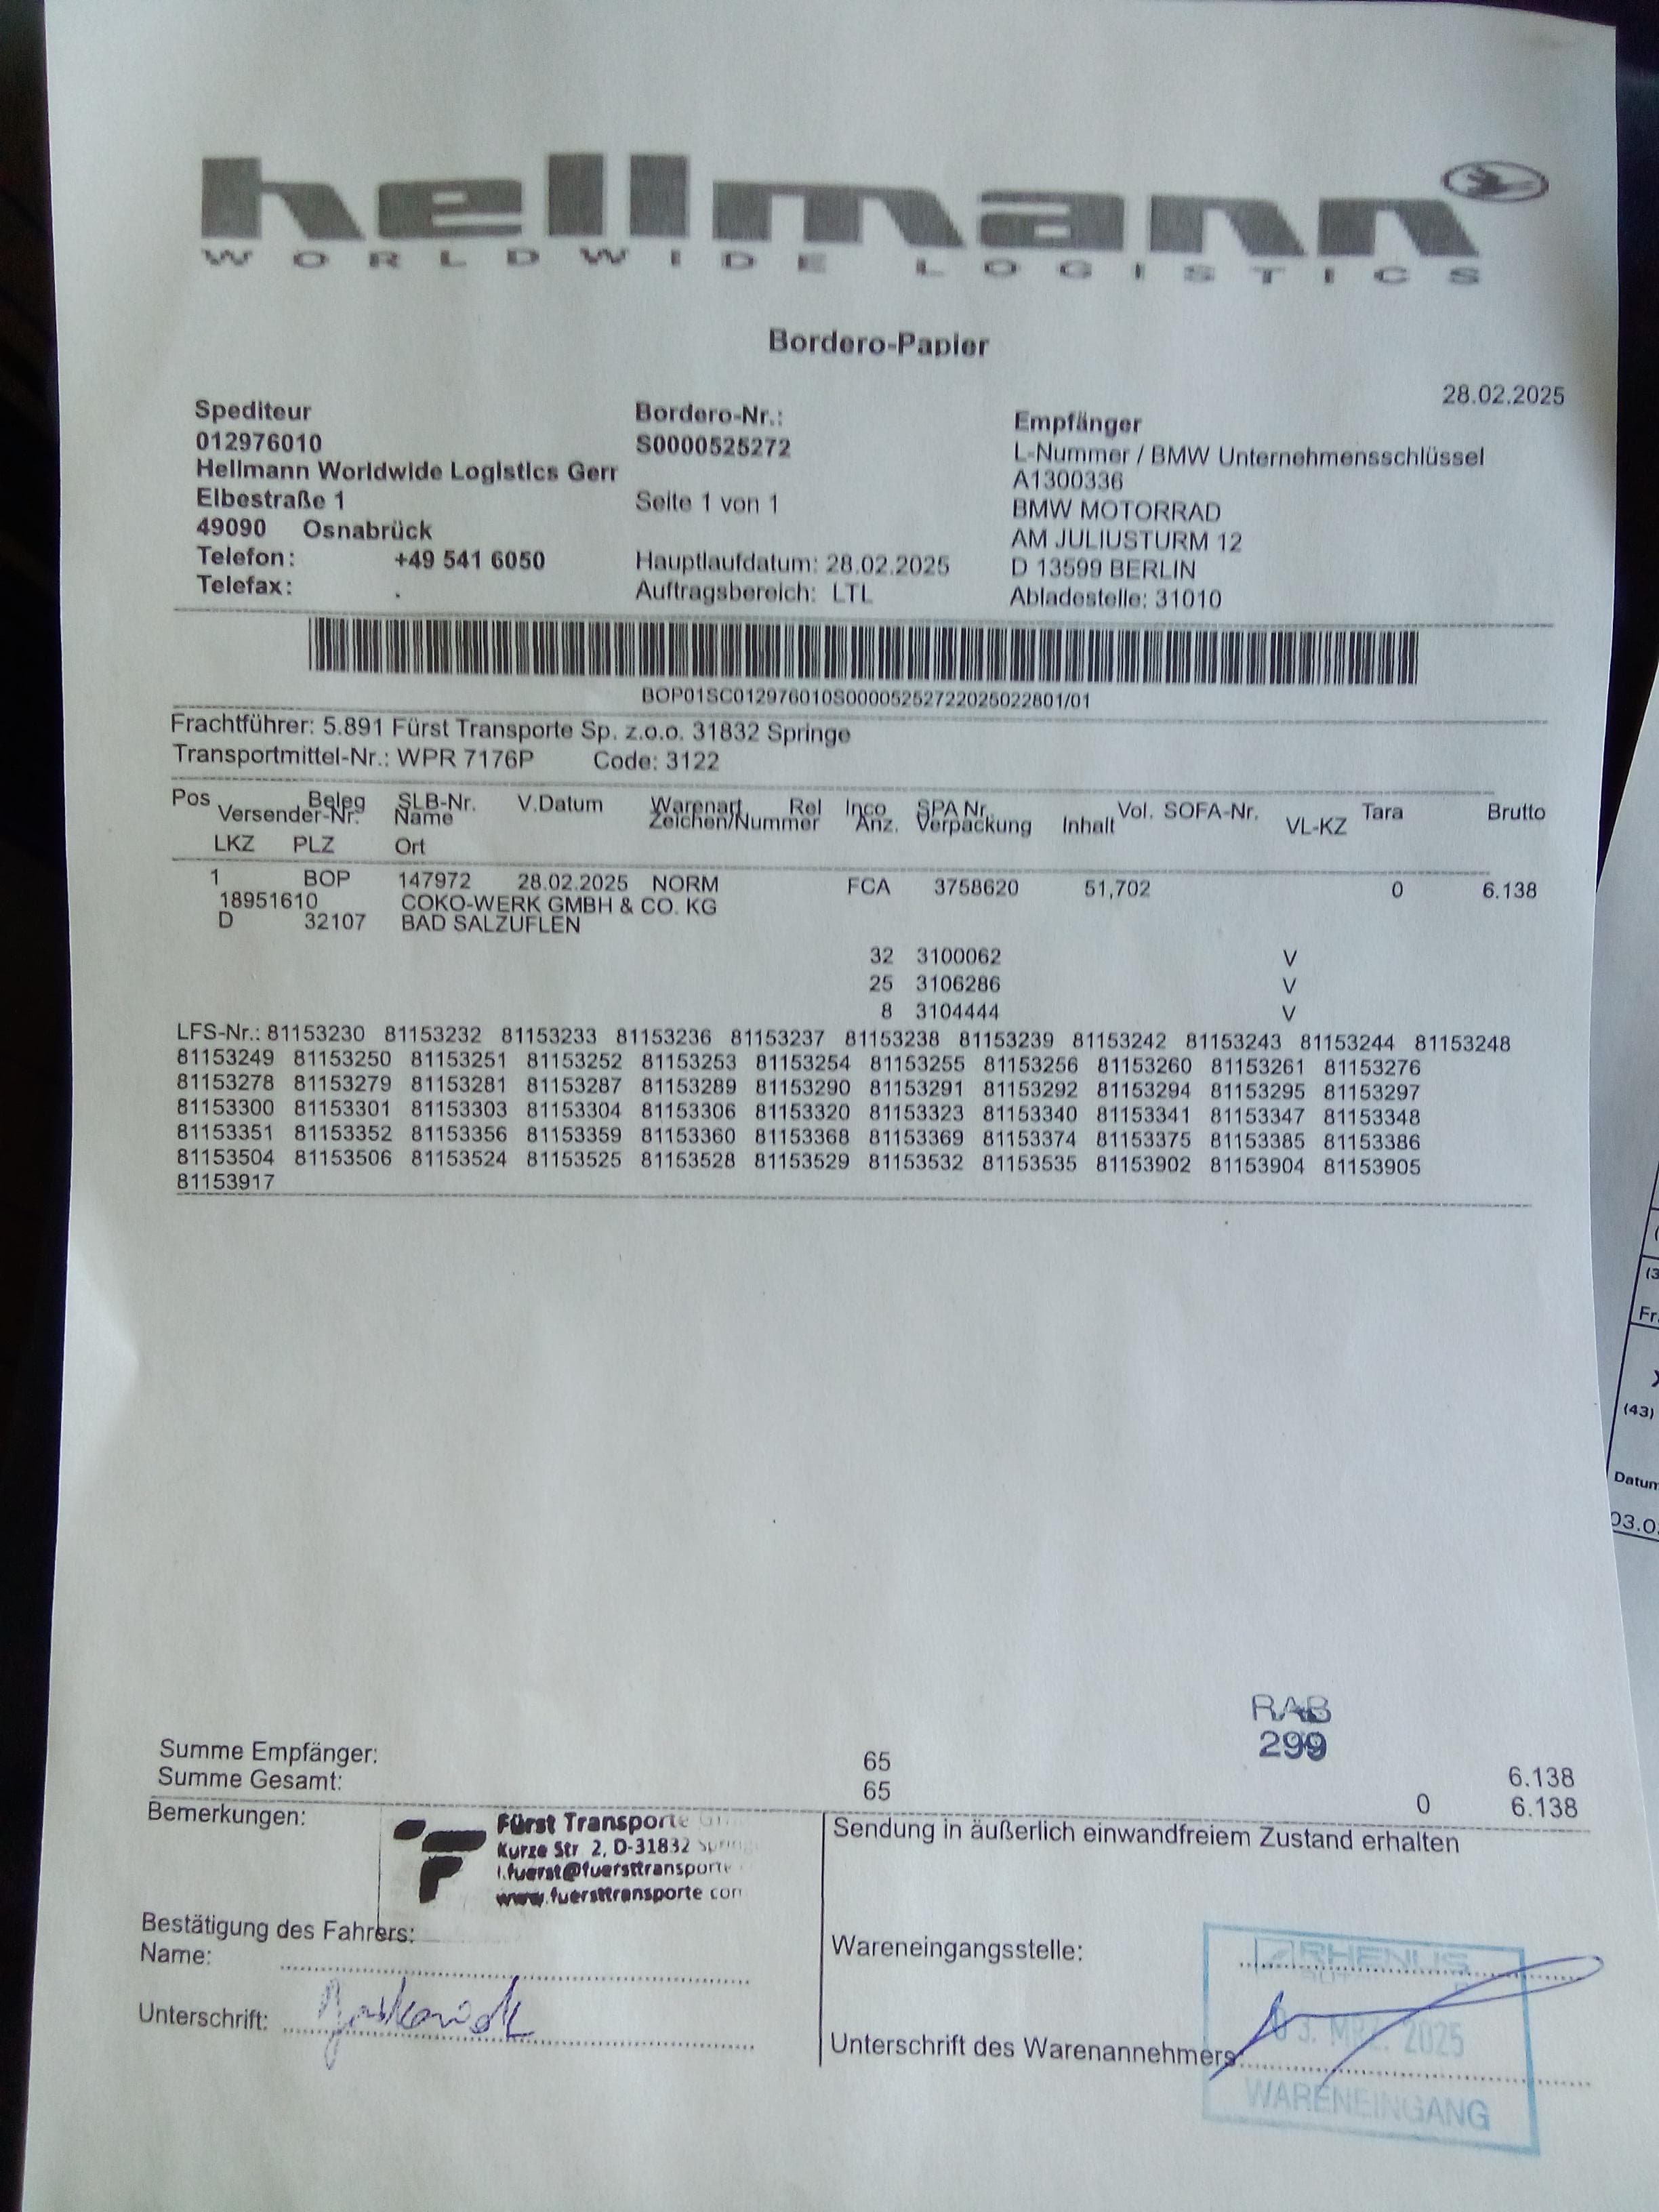 hellmann
WORLDWIDE LOGISTICS
Bordero-Papier
28.02.2025
Spediteur
012976010
Hellmann Worldwide Logistics Gerr
Elbestraße 1
49090 Osnabrück
Telefon: +49 541 6050
Telefax: .
Bordero-Nr.:
S0000525272
Seite 1 von 1
Hauptlaufdatum: 28.02.2025
Auftragsbereich: LTL
Empfänger
L-Nummer / BMW Unternehmensschlüssel
A1300336
BMW MOTORRAD
AM JULIUSTURM 12
D 13599 BERLIN
Abladestelle: 31010
BOP01SC012976010S00005252722025022801/01
Frachtführer: 5.891 Fürst Transporte Sp. z.o.o. 31832 Springe
Transportmittel-Nr.: WPR 7176P Code: 3122
Pos Beleg SLB-Nr. V.Datum Warenart Rel Inco SPA Nr. Vol. SOFA-Nr. Tara Brutto
Versender-Nr. Name Zeichen/Nummer Anz. Verpackung Inhalt VL-KZ
LKZ PLZ Ort
1 BOP 147972 28.02.2025 NORM FCA 3758620 51,702 0 6.138
18951610 COKO-WERK GMBH & CO. KG
D 32107 BAD SALZUFLEN
32 3100062 V
25 3106286 V
8 3104444 V
LFS-Nr.: 81153230 81153232 81153233 81153236 81153237 81153238 81153239 81153242 81153243 81153244 81153248
81153249 81153250 81153251 81153252 81153253 81153254 81153255 81153256 81153260 81153261 81153276
81153278 81153279 81153281 81153287 81153289 81153290 81153291 81153292 81153294 81153295 81153297
81153300 81153301 81153303 81153304 81153306 81153320 81153323 81153340 81153341 81153347 81153348
81153351 81153352 81153356 81153359 81153360 81153368 81153369 81153374 81153375 81153385 81153386
81153504 81153506 81153524 81153525 81153528 81153529 81153532 81153535 81153902 81153904 81153905
81153917
RAB
299
Summe Empfänger: 65 6.138
Summe Gesamt: 65 0 6.138
Bemerkungen:
Fürst Transporte
Kurze Str 2, D-31832 Spring
i.fuerst@fuersttransporte
www.fuersttransporte com
Bestätigung des Fahrers:
Name:
Unterschrift:
Sendung in äußerlich einwandfreiem Zustand erhalten
Wareneingangsstelle:
RHENUS
03. MRZ. 2025
Unterschrift des Warenannehmers
WARENEINGANG
Fr
(43)
Datum
03.0